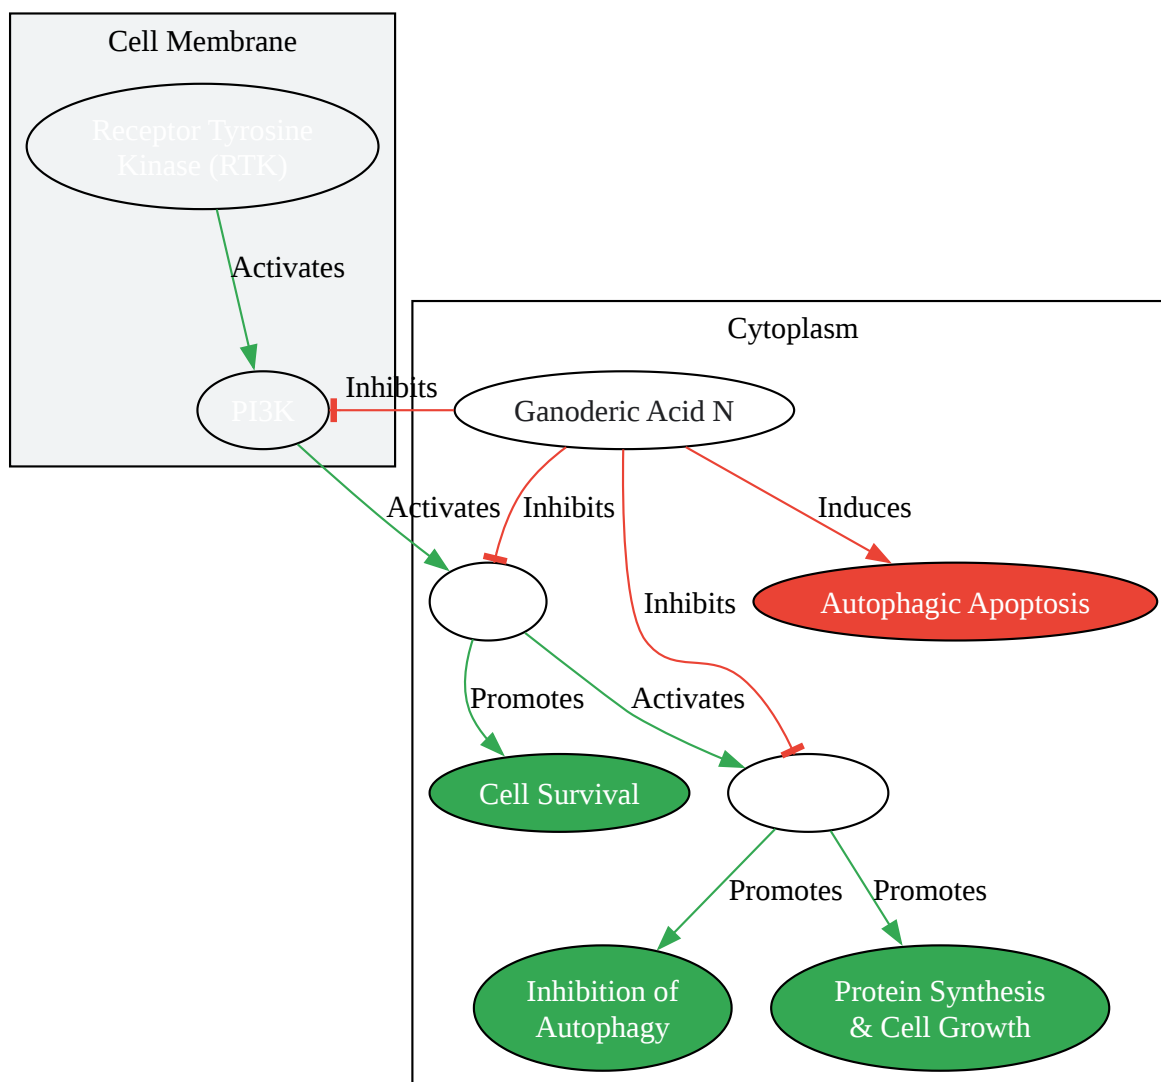 Cell Membrane
Receptor Tyrosine
Kinase (RTK)
Activates
Cytoplasm
Inhibits
PI3K
Ganoderic Acid N
Activates
Inhibits
Induces
Inhibits
Autophagic Apoptosis
Promotes
Activates
Cell Survival
Promotes
Promotes
Inhibition of
Autophagy
Protein Synthesis
& Cell Growth